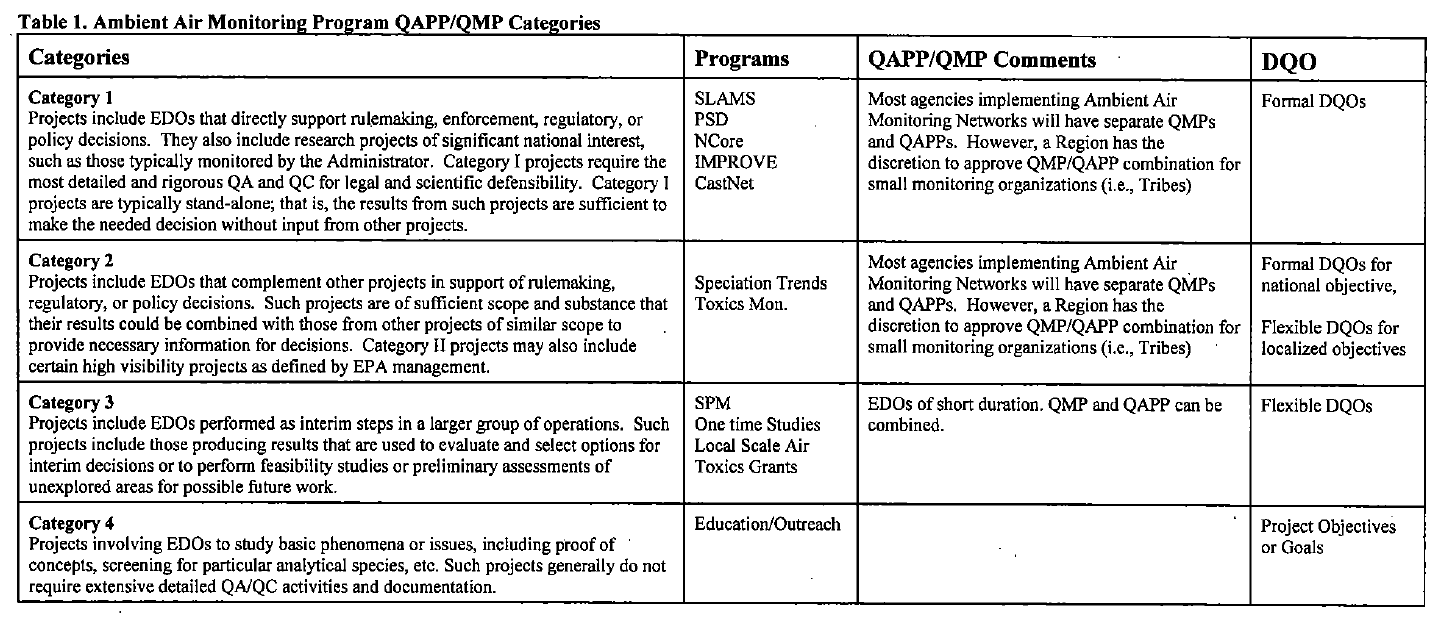 Table 1. Ambient Air Monitoring Program QAPP/QMP Categories
Categories
Programs
QAPP/QMP Comments
DQO
Category 1
Projects include EDOs that directly support rulemaking, enforcement, regulatory, or
policy decisions. They also include research projects of significant national interest,
such as those typically monitored by the Administrator. Category I projects require the
most detailed and rigorous QA and QC for legal and scientific defensibility. Category I
projects are typically stand-alone; that is, the results from such projects are sufficient to
make the needed decision without input from other projects.
SLAMS
PSD
NCore
IMPROVE
CastNet
Most agencies implementing Ambient Air
Monitoring Networks will have separate QMPs
and QAPPs. However, a Region has the
discretion to approve QMP/QAPP combination for
small monitoring organizations (i.e., Tribes)
Formal DQOs
Category 2
Projects include EDOs that complement other projects in support of rulemaking,
regulatory, or policy decisions. Such projects are of sufficient scope and substance that
their results could be combined with those from other projects of similar scope to
provide necessary information for decisions. Category II projects may also include
certain high visibility projects as defined by EPA management.
Speciation Trends
Toxics Mon.
Most agencies implementing Ambient Air
Monitoring Networks will have separate QMPs
and QAPPs. However, a Region has the
discretion to approve QMP/QAPP combination for
small monitoring organizations (i.e., Tribes)
Formal DQOs for
national objective,
Flexible DQOs for
localized objectives
Category 3
Projects include EDOs performed as interim steps in a larger group of operations. Such
projects include those producing results that are used to evaluate and select options for
interim decisions or to perform feasibility studies or preliminary assessments of
unexplored areas for possible future work.
SPM
One time Studies
Local Scale Air
Toxics Grants
EDOs of short duration. QMP and QAPP can be
combined.
Flexible DQOs
Category 4
Projects involving EDOs to study basic phenomena or issues, including proof of
concepts, screening for particular analytical species, etc. Such projects generally do not
require extensive detailed QA/QC activities and documentation.
Education/Outreach
Project Objectives
or Goals